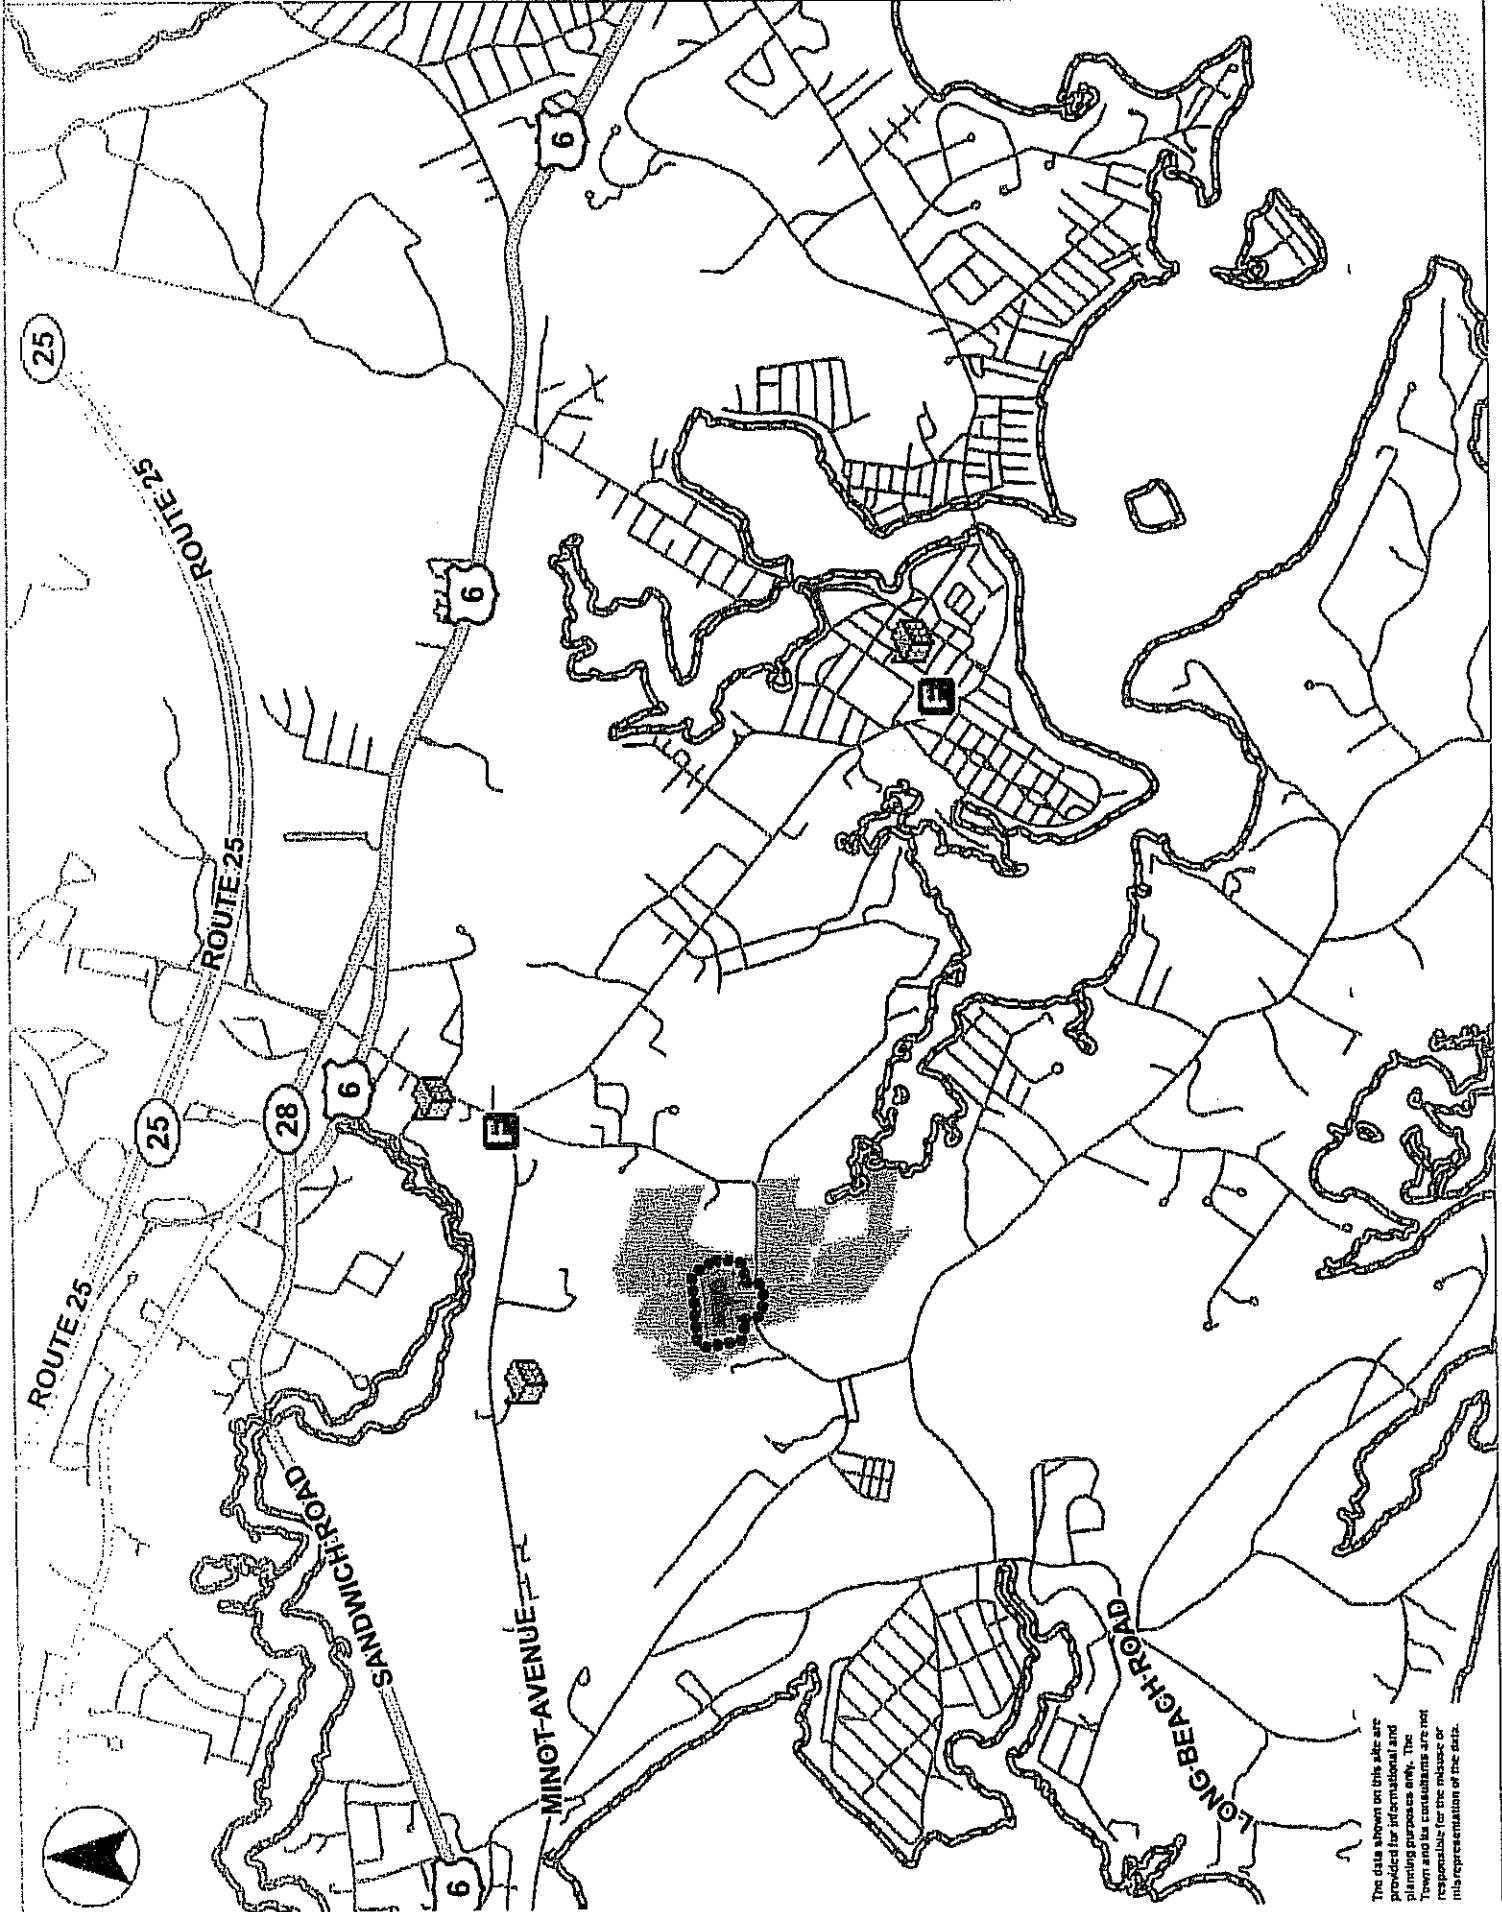 25
ROUTE 25
ROUTE 25
25
ROUTE 25
28
6
6
6
6
SANDWICH ROAD
MINOT AVENUE
LONG BEACH ROAD
F
F
The data shown on this site are
provided for informational and
planning purposes only. The
Town and its consultants are not
responsible for the misuse or
misrepresentation of the data.